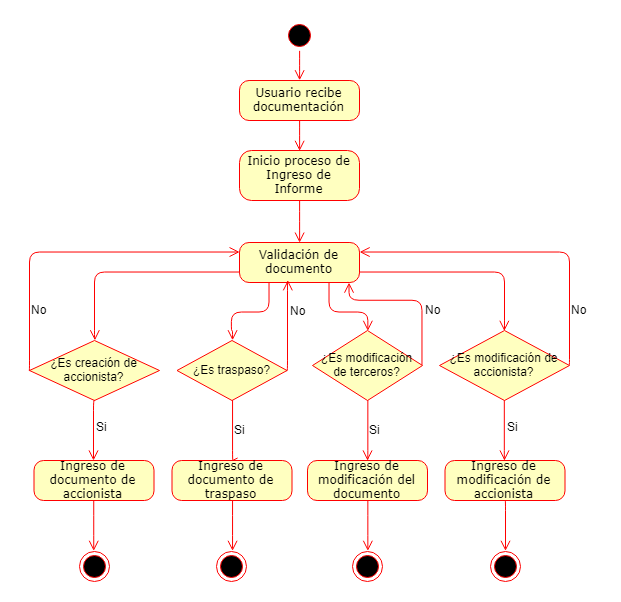 Usuario recibe
documentación
Inicio proceso de
Ingreso de
Informe
Validación de
documento
No
No
No
No
¿Es creación de
accionista?
¿Es traspaso?
¿Es modificación
de terceros?
¿Es modificación de
accionista?
Si
Si
Si
Si
Ingreso de
documento de
accionista
Ingreso de
documento de
traspaso
Ingreso de
modificación del
documento
Ingreso de
modificación de
accionista